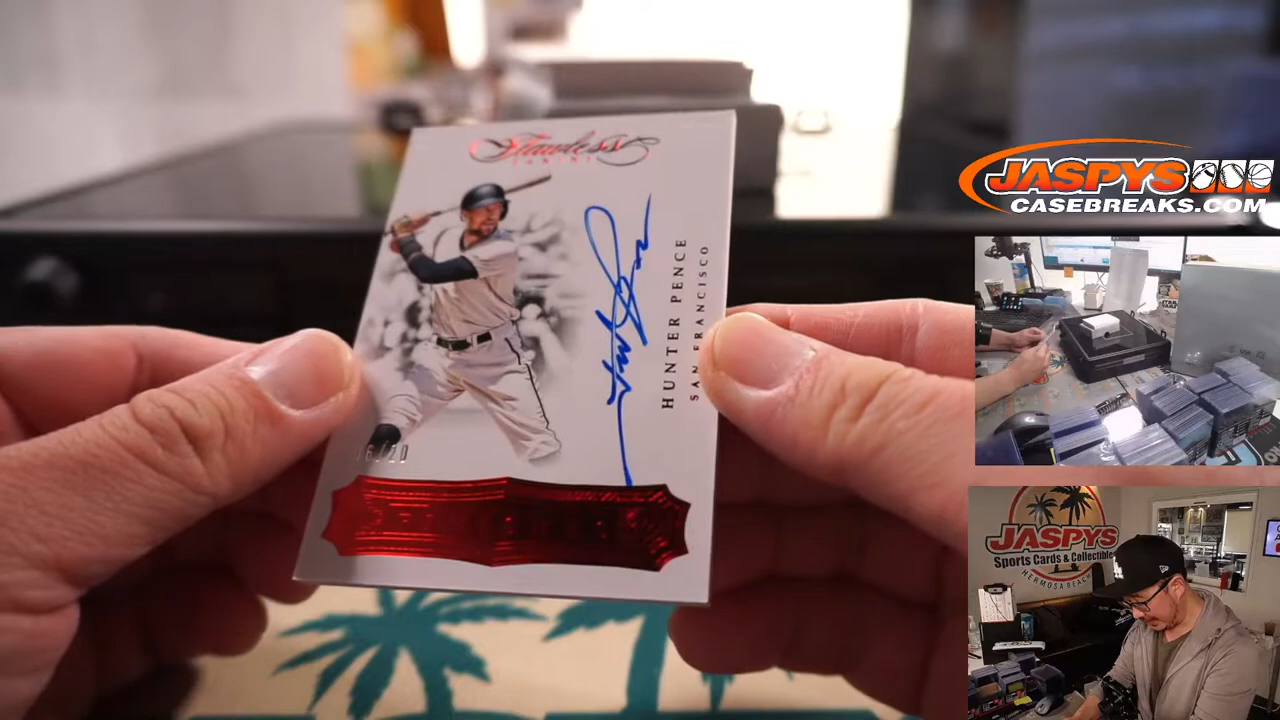 Flawless
PANINI
HUNTER PENCE
SAN FRANCISCO
JASPYS
CASEBREAKS.COM
JASPYS
Sports Cards & Collectibles
HERMOSA BEACH